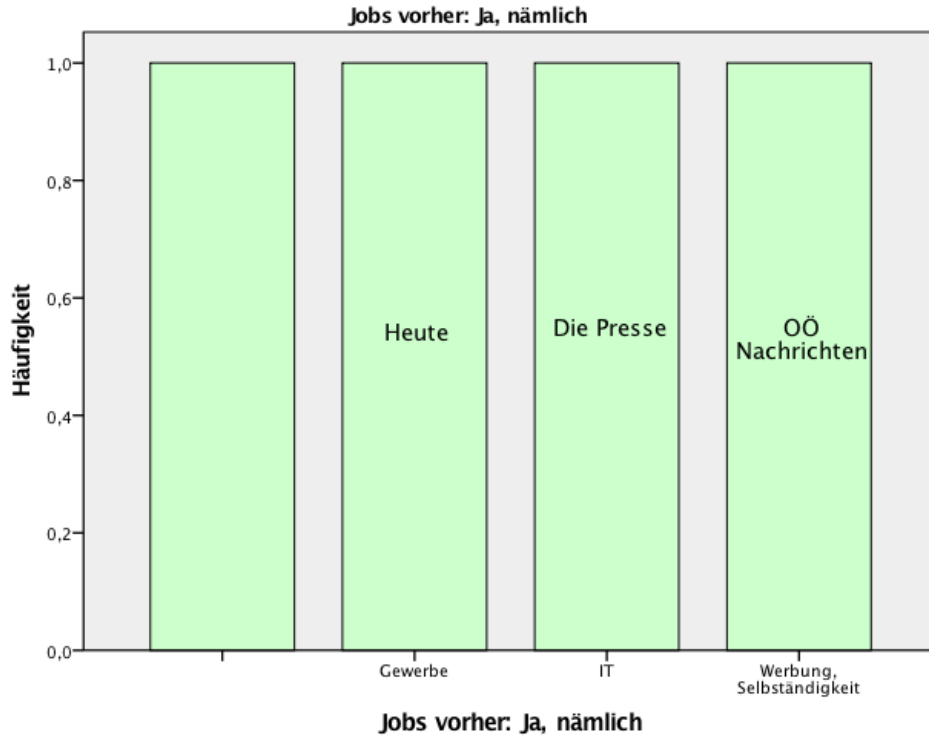 Jobs vorher: Ja, nämlich
1,0
0,8
0,6
0,4
0,2
0,0
Häufigkeit
Heute
Die Presse
OÖ
Nachrichten
Gewerbe
IT
Werbung,
Selbständigkeit
Jobs vorher: Ja, nämlich